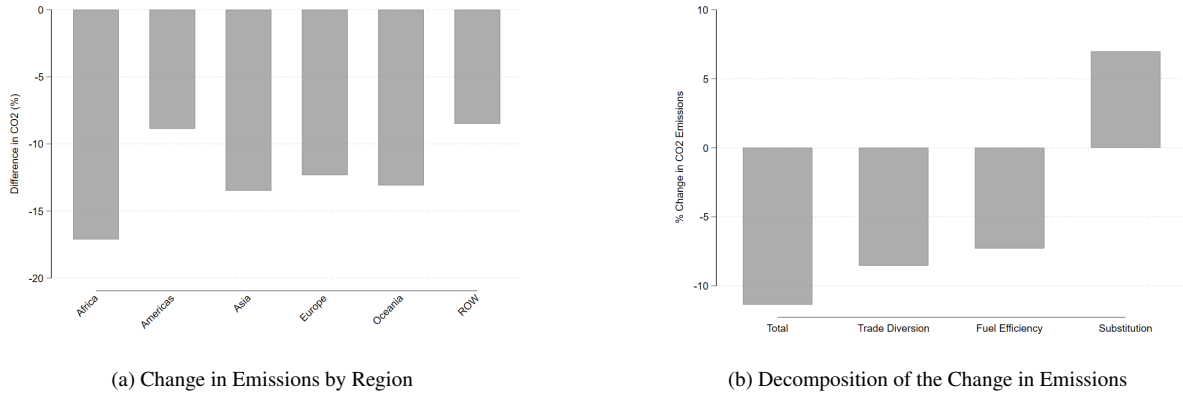 0
-5
-10
-15
-20
Difference in CO2 (%)
Africa
Americas
Asia
Europe
Oceania
ROW
(a) Change in Emissions by Region
10
5
0
-5
-10
% Change in CO2 Emissions
Total
Trade Diversion
Fuel Efficiency
Substitution
(b) Decomposition of the Change in Emissions